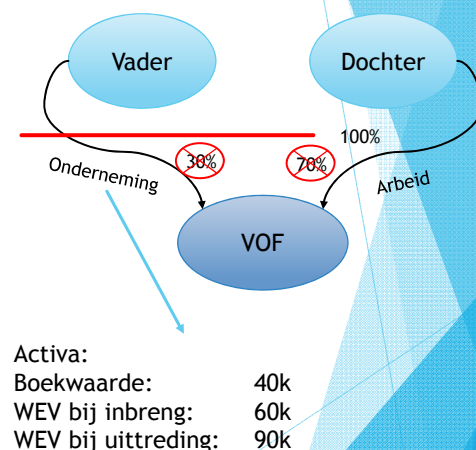 Vader
Dochter
100%
30%
70%
Onderneming
Arbeid
VOF
Activa:
Boekwaarde: 40k
WEV bij inbreng: 60k
WEV bij uittreding: 90k